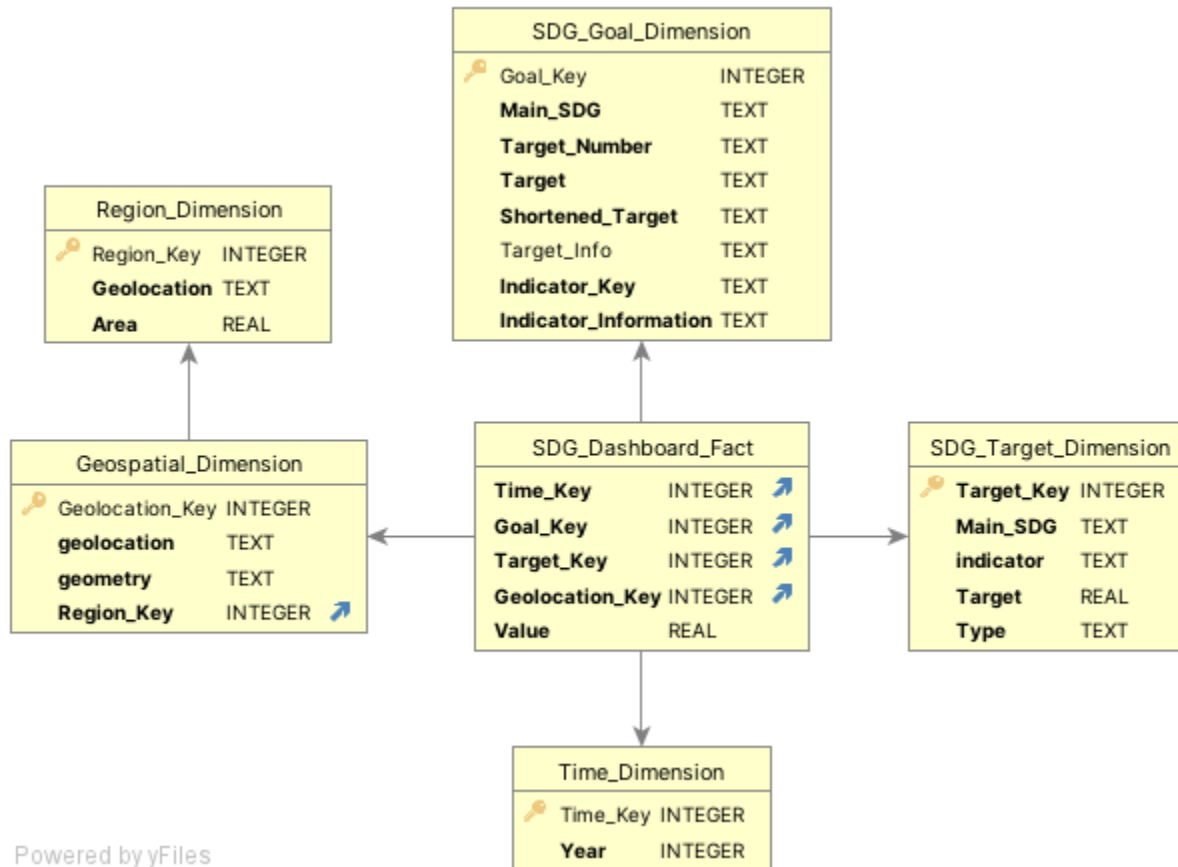 SDG_Goal_Dimension
Goal_Key INTEGER
Main_SDG TEXT
Target_Number TEXT
Target TEXT
Shortened_Target TEXT
Target_Info TEXT
Indicator_Key TEXT
Indicator_Information TEXT
Region_Dimension
Region_Key INTEGER
Geolocation TEXT
Area REAL
Geospatial_Dimension
Geolocation_Key INTEGER
geolocation TEXT
geometry TEXT
Region_Key INTEGER
SDG_Dashboard_Fact
Time_Key INTEGER
Goal_Key INTEGER
Target_Key INTEGER
Geolocation_Key INTEGER
Value REAL
SDG_Target_Dimension
Target_Key INTEGER
Main_SDG TEXT
indicator TEXT
Target REAL
Type TEXT
Time_Dimension
Time_Key INTEGER
Year INTEGER
Powered by yFiles